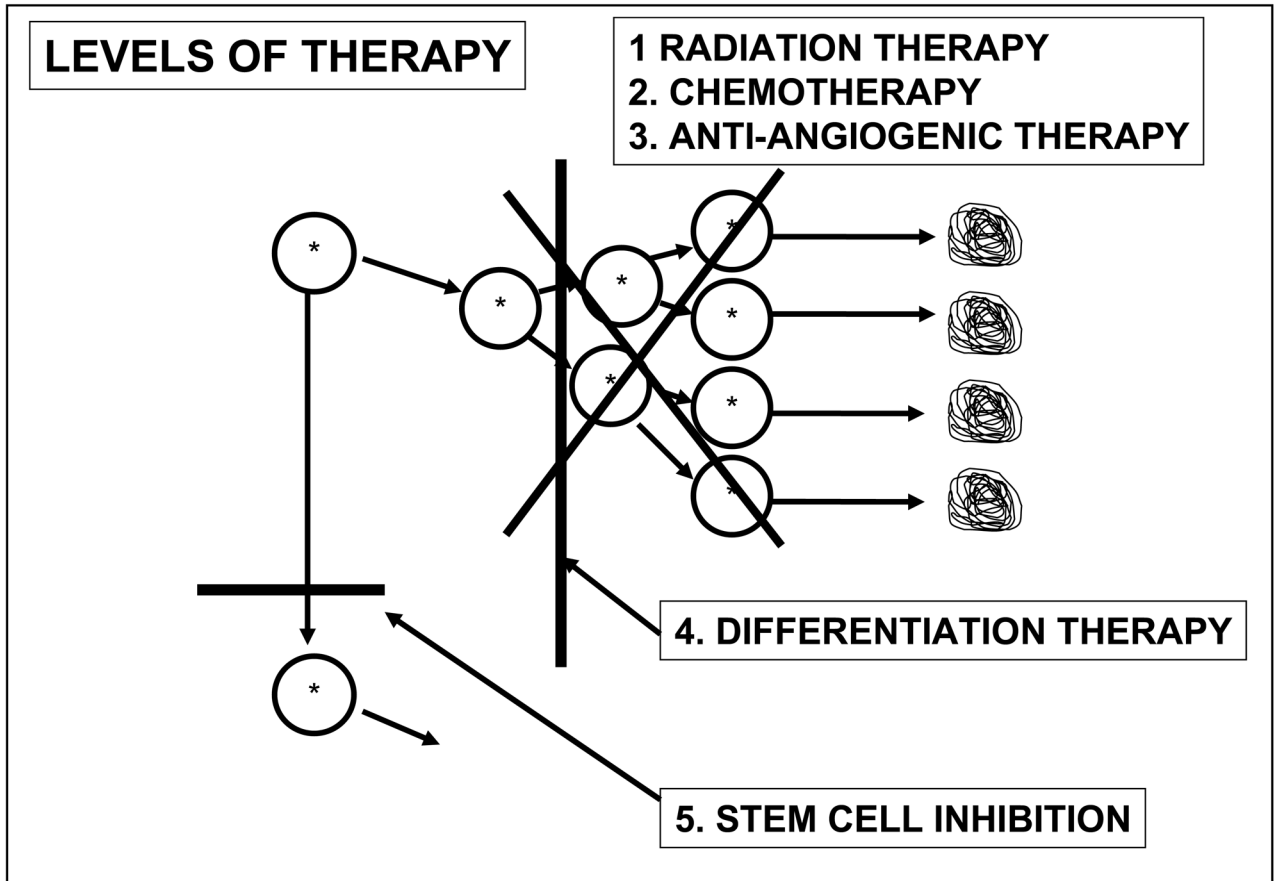 LEVELS OF THERAPY
1 RADIATION THERAPY
2. CHEMOTHERAPY
3. ANTI-ANGIOGENIC THERAPY
*
*
*
*
*
*
*
*
4. DIFFERENTIATION THERAPY
*
5. STEM CELL INHIBITION